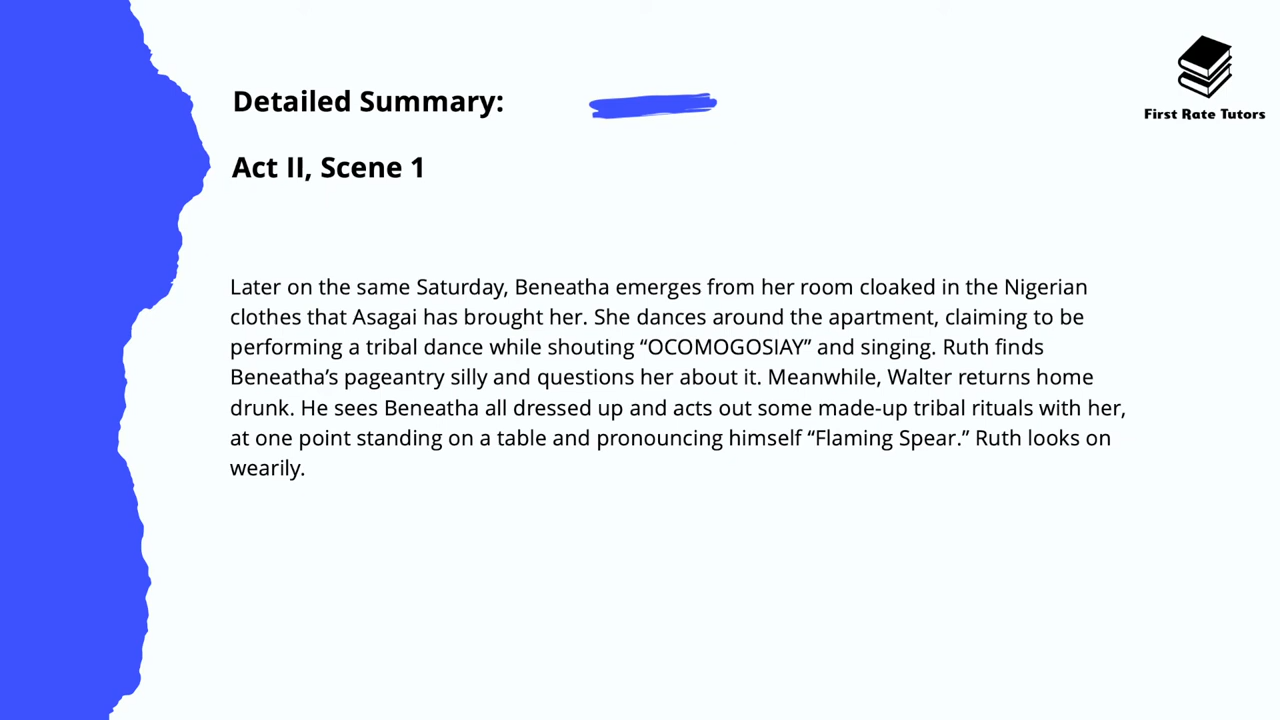 Detailed Summary:
First Rate Tutors
Act II, Scene 1
Later on the same Saturday, Beneatha emerges from her room cloaked in the Nigerian
clothes that Asagai has brought her. She dances around the apartment, claiming to be
performing a tribal dance while shouting “OCOMOGOSIAY” and singing. Ruth finds
Beneatha’s pageantry silly and questions her about it. Meanwhile, Walter returns home
drunk. He sees Beneatha all dressed up and acts out some made-up tribal rituals with her,
at one point standing on a table and pronouncing himself “Flaming Spear.” Ruth looks on
wearily.